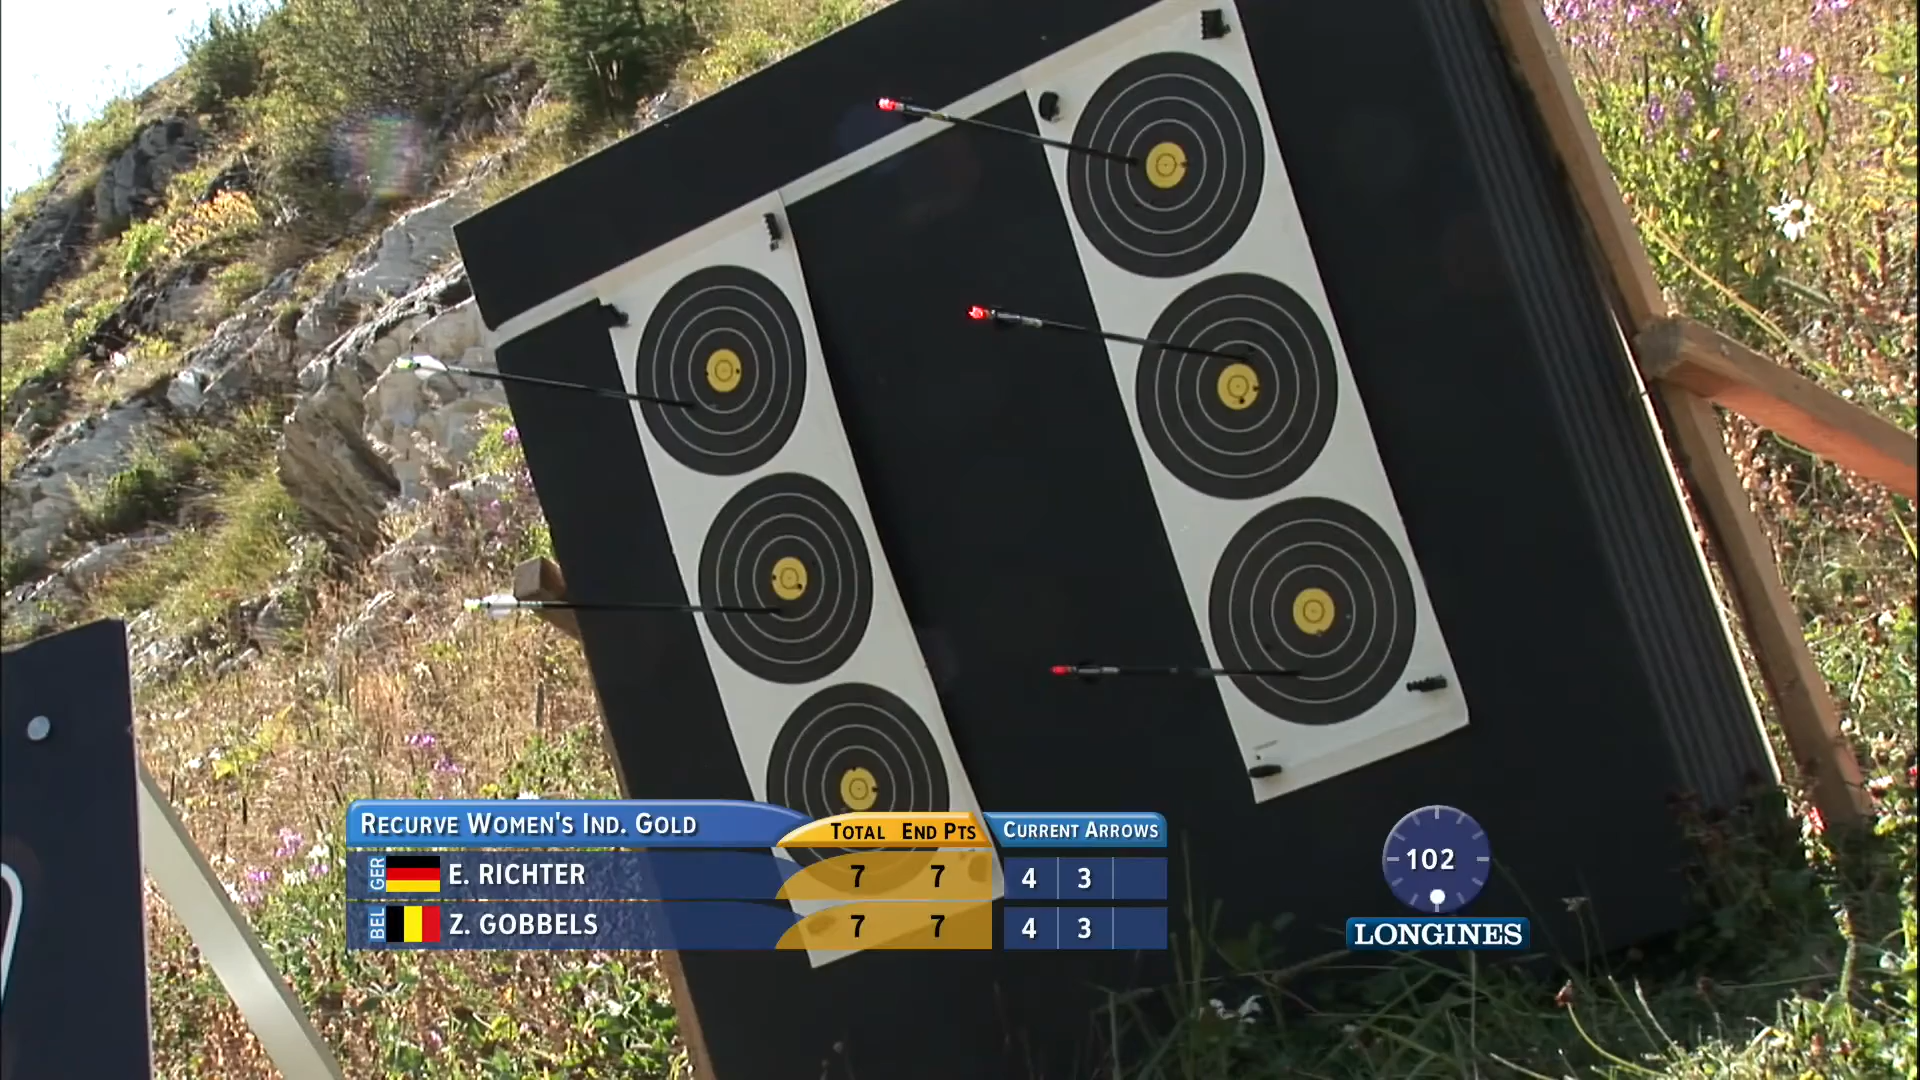 RECURVE WOMEN'S IND. GOLD TOTAL END PTS CURRENT ARROWS
GER E. RICHTER 7 7 4 3
BEL Z. GOBBELS 7 7 4 3
102
LONGINES